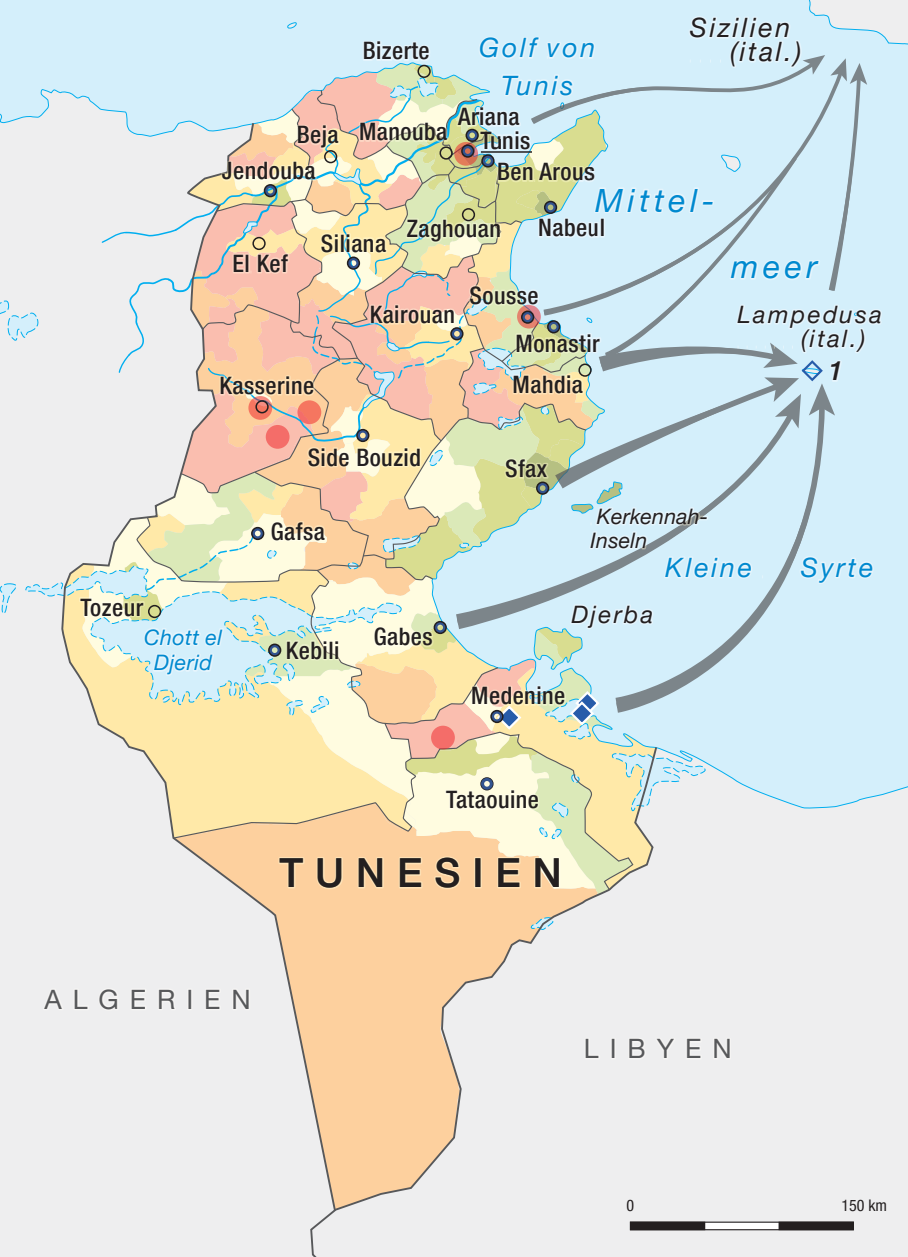 Sizilien
(ital.)
Bizerte
Golf von
Tunis
Ariana
Beja
Manouba
Tunis
Jendouba
Ben Arous
Mittel-
Zaghouan
Nabeul
Siliana
El Kef
meer
Sousse
Kairouan
Lampedusa
(ital.)
Monastir
1
Kasserine
Mahdia
Side Bouzid
Sfax
Kerkennah-
Inseln
Gafsa
Kleine Syrte
Tozeur
Djerba
Chott el
Djerid
Gabes
Kebili
Medenine
Tataouine
TUNESIEN
ALGERIEN
LIBYEN
0 150 km